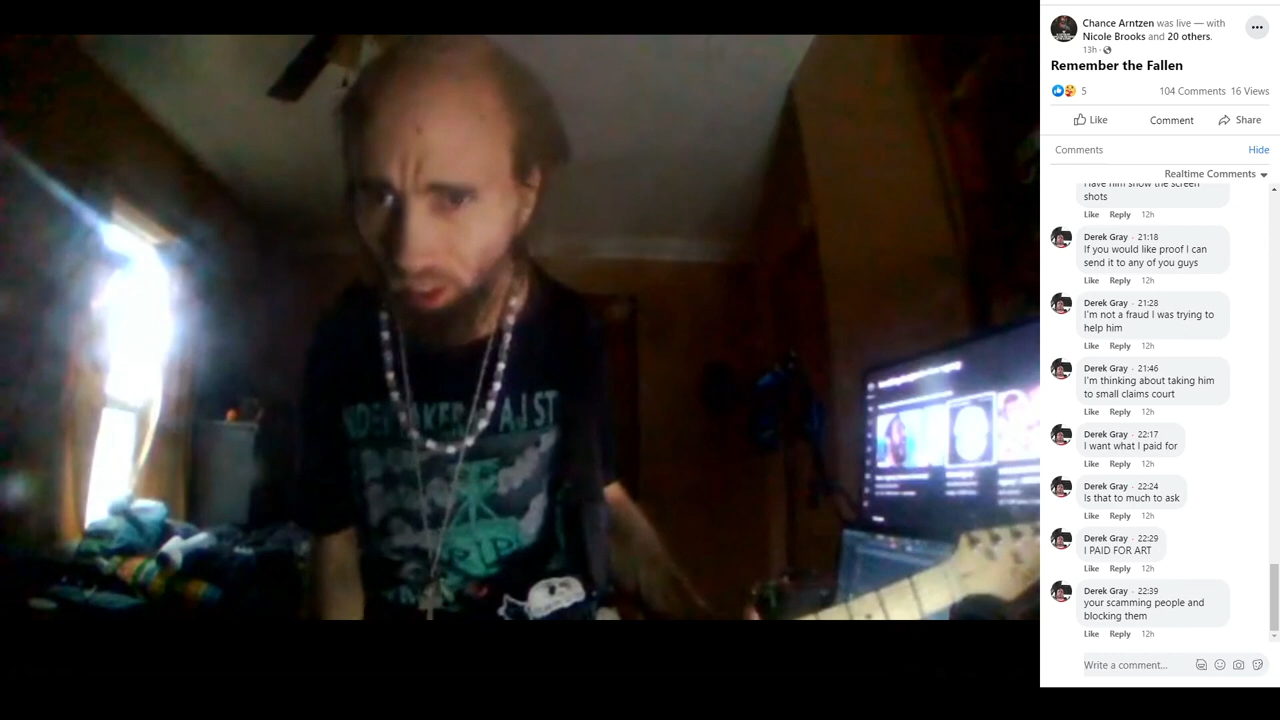 Chance Arntzen was live — with
Nicole Brooks and 20 others.
13h ·
Remember the Fallen
5
104 Comments 16 Views
Like
Comment
Share
Comments
Hide
Realtime Comments
I have him show the screen
shots
Like Reply 12h
Derek Gray · 21:18
If you would like proof I can
send it to any of you guys
Like Reply 12h
Derek Gray · 21:28
I'm not a fraud I was trying to
help him
Like Reply 12h
Derek Gray · 21:46
I'm thinking about taking him
to small claims court
Like Reply 12h
Derek Gray · 22:17
I want what I paid for
Like Reply 12h
Derek Gray · 22:24
Is that to much to ask
Like Reply 12h
Derek Gray · 22:29
I PAID FOR ART
Like Reply 12h
Derek Gray · 22:39
your scamming people and
blocking them
Like Reply 12h
Write a comment...
AJ ST
RIP